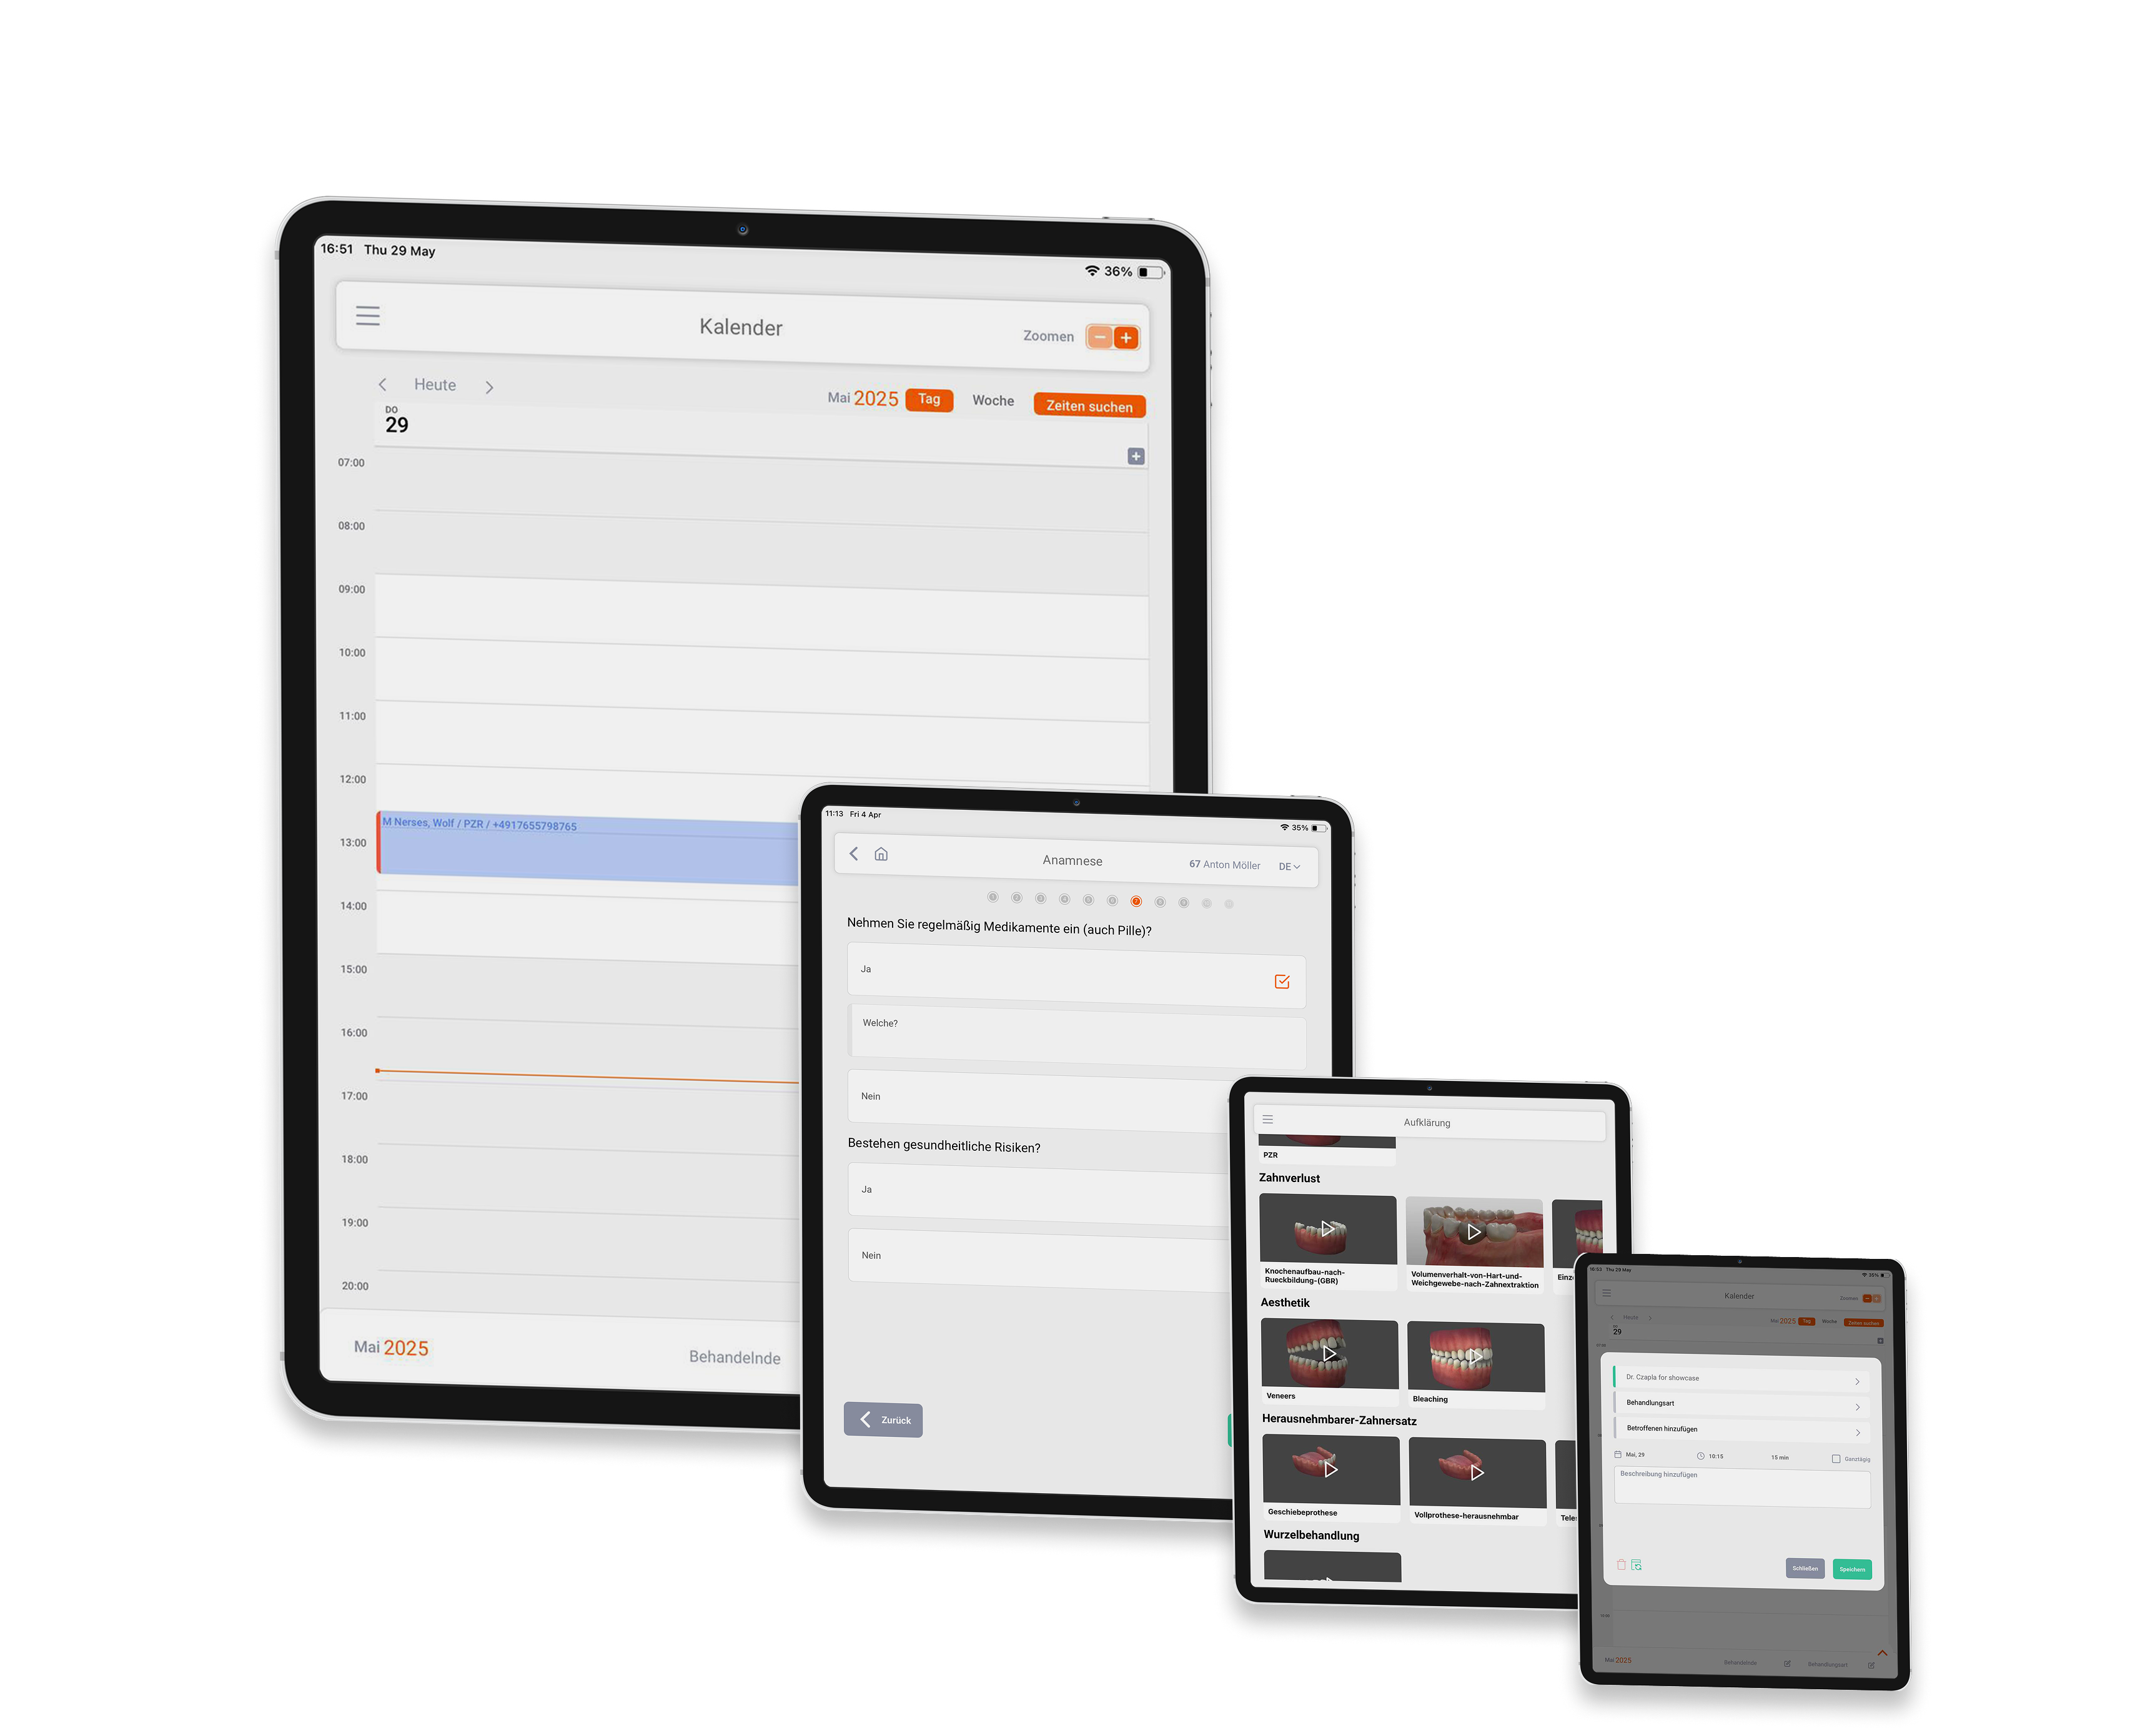 16:51 Thu 29 May
36%
Kalender
Zoomen
Heute
Mai 2025 Tag Woche Zeiten suchen
DO
29
07:00
08:00
09:00
10:00
11:00
12:00
M Nerses, Wolf / PZR / +4917655798765
13:00
14:00
15:00
16:00
17:00
18:00
19:00
20:00
Mai 2025
Behandelnde
11:13 Fri 4 Apr
35%
Anamnese
67 Anton Möller
DE
7
Nehmen Sie regelmäßig Medikamente ein (auch Pille)?
Ja
Welche?
Nein
Bestehen gesundheitliche Risiken?
Ja
Nein
Zurück
Aufklärung
PZR
Zahnverlust
Knochenaufbau-nach-
Rueckbildung-(GBR)
Volumenverhalt-von-Hart-und-
Weichgewebe-nach-Zahnextraktion
Einz
Aesthetik
Veneers
Bleaching
Herausnehmbarer-Zahnersatz
Geschiebeprothese
Vollprothese-herausnehmbar
Teles
Wurzelbehandlung
Thu 29 May
35%
Kalender
Zoomen
Heute
Mai 2025 Tag Woche Zeiten suchen
29
Dr. Czapla for showcase
Behandlungsart
Betroffenen hinzufügen
Mai, 29
10:15
15 min
Ganztägig
Beschreibung hinzufügen
Schließen
Speichern
Mai 2025
Behandelnde
Behandlungsart